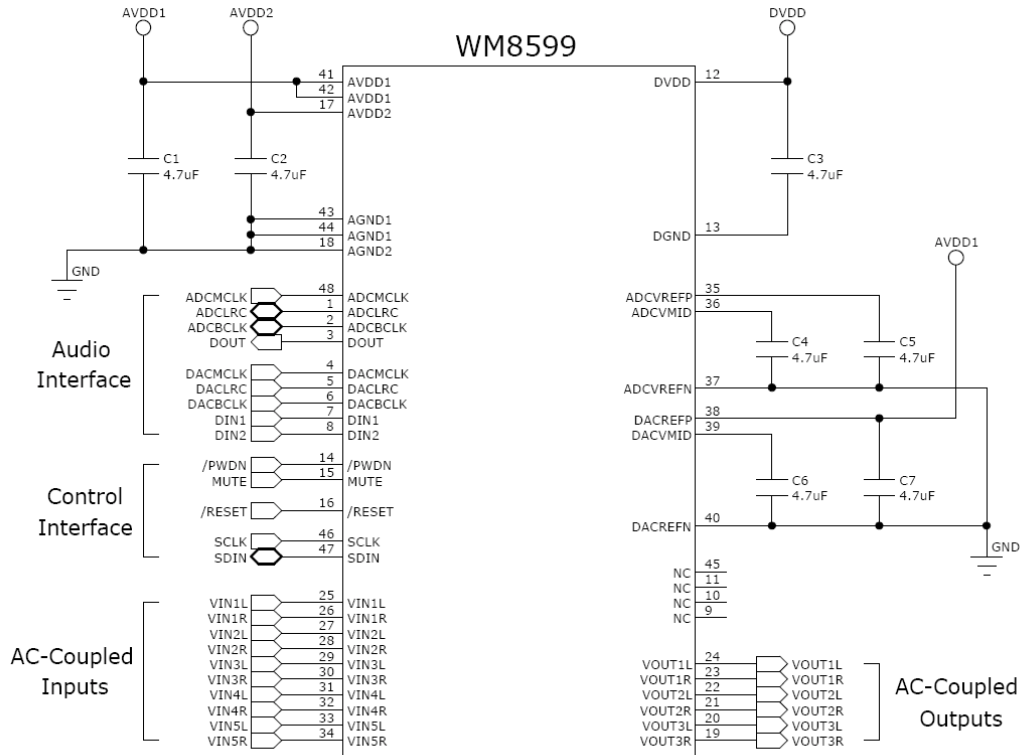 AVDD1
AVDD2
DVDD
WM8599
41
AVDD1
42
AVDD1
17
AVDD2
12
DVDD
C1
4.7uF
C2
4.7uF
C3
4.7uF
43
AGND1
44
AGND1
18
AGND2
13
DGND
GND
AVDD1
Audio
Interface
ADCMCLK 48 ADCMCLK
ADCLRC 1 ADCLRC
ADCBCLK 2 ADCBCLK
DOUT 3 DOUT
DACMCLK 4 DACMCLK
DACLRC 5 DACLRC
DACBCLK 6 DACBCLK
DIN1 7 DIN1
DIN2 8 DIN2
ADCVREFP 35
ADCVMID 36
C4
4.7uF
C5
4.7uF
ADCVREFN 37
DACREFP 38
DACVMID 39
C6
4.7uF
C7
4.7uF
DACREFN 40
GND
Control
Interface
/PWDN 14 /PWDN
MUTE 15 MUTE
/RESET 16 /RESET
SCLK 46 SCLK
SDIN 47 SDIN
NC 45
NC 11
NC 10
NC 9
AC-Coupled
Inputs
VIN1L 25 VIN1L
VIN1R 26 VIN1R
VIN2L 27 VIN2L
VIN2R 28 VIN2R
VIN3L 29 VIN3L
VIN3R 30 VIN3R
VIN4L 31 VIN4L
VIN4R 32 VIN4R
VIN5L 33 VIN5L
VIN5R 34 VIN5R
VOUT1L 24 VOUT1L
VOUT1R 23 VOUT1R
VOUT2L 22 VOUT2L
VOUT2R 21 VOUT2R
VOUT3L 20 VOUT3L
VOUT3R 19 VOUT3R
AC-Coupled
Outputs